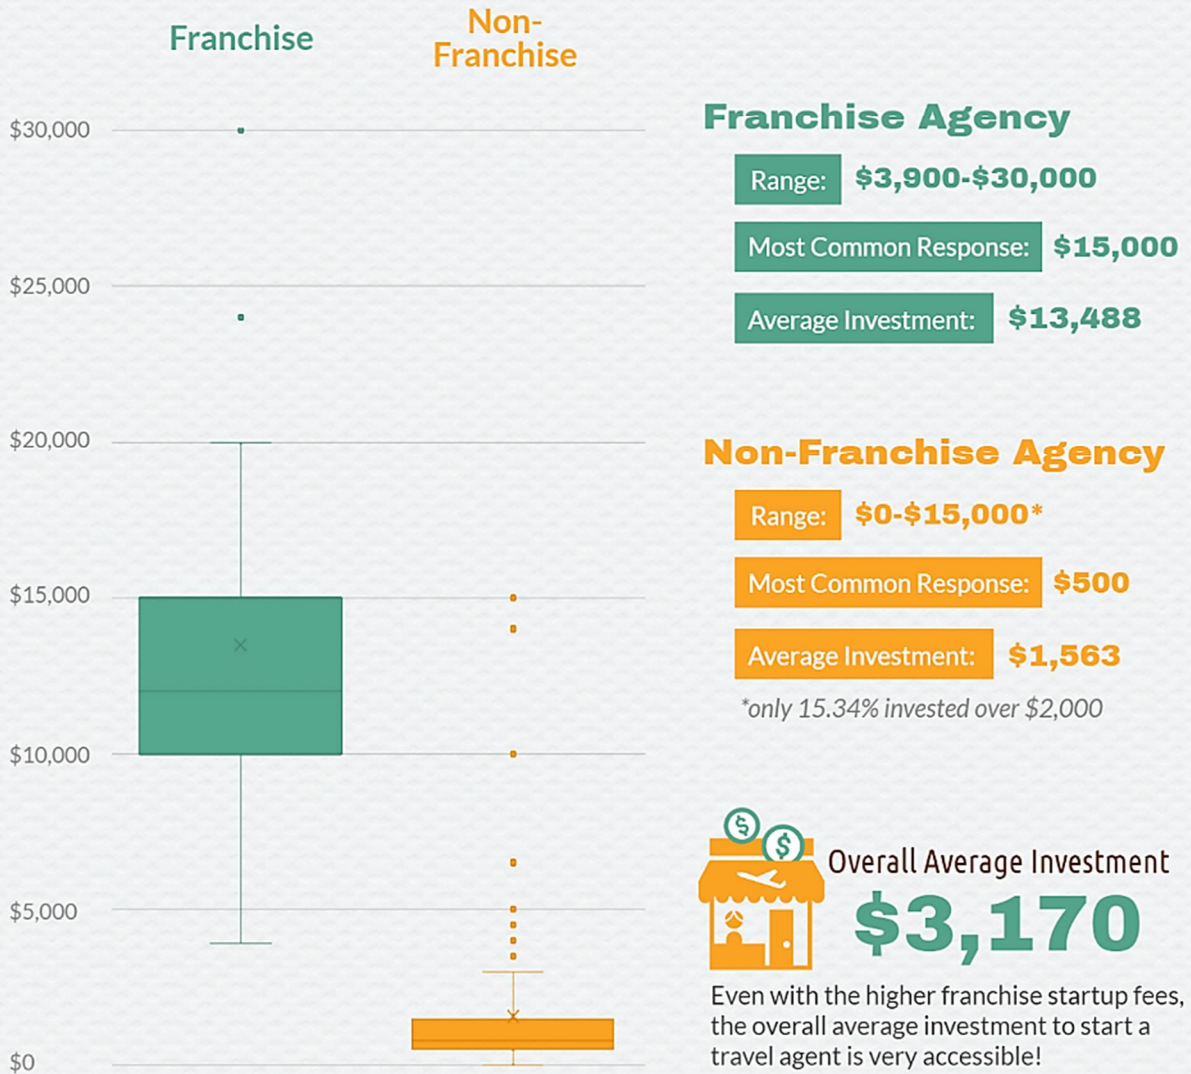 Franchise
Non-
Franchise
$30,000
$25,000
$20,000
$15,000
$10,000
$5,000
$0
Franchise Agency
Range: $3,900-$30,000
Most Common Response: $15,000
Average Investment: $13,488
Non-Franchise Agency
Range: $0-$15,000*
Most Common Response: $500
Average Investment: $1,563
*only 15.34% invested over $2,000
$
$
Overall Average Investment
$3,170
Even with the higher franchise startup fees,
the overall average investment to start a
travel agent is very accessible!